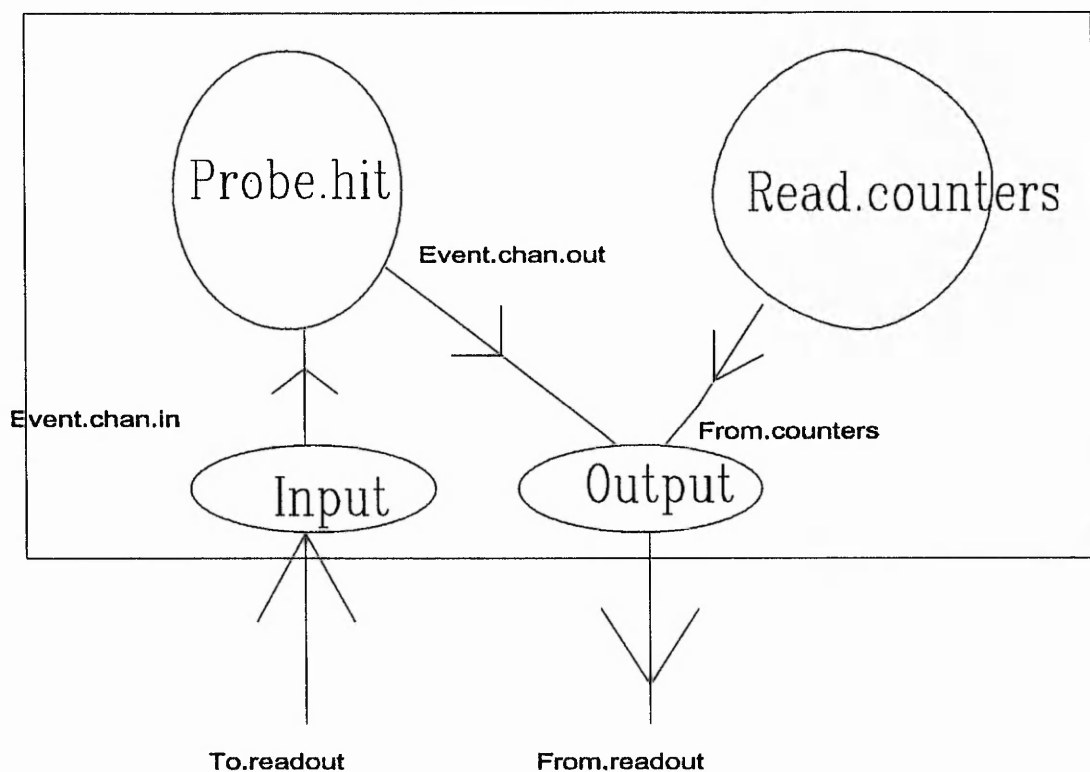 Probe.hit
Read.counters
Event.chan.out
Event.chan.in
From.counters
Input
Output
To.readout
From.readout